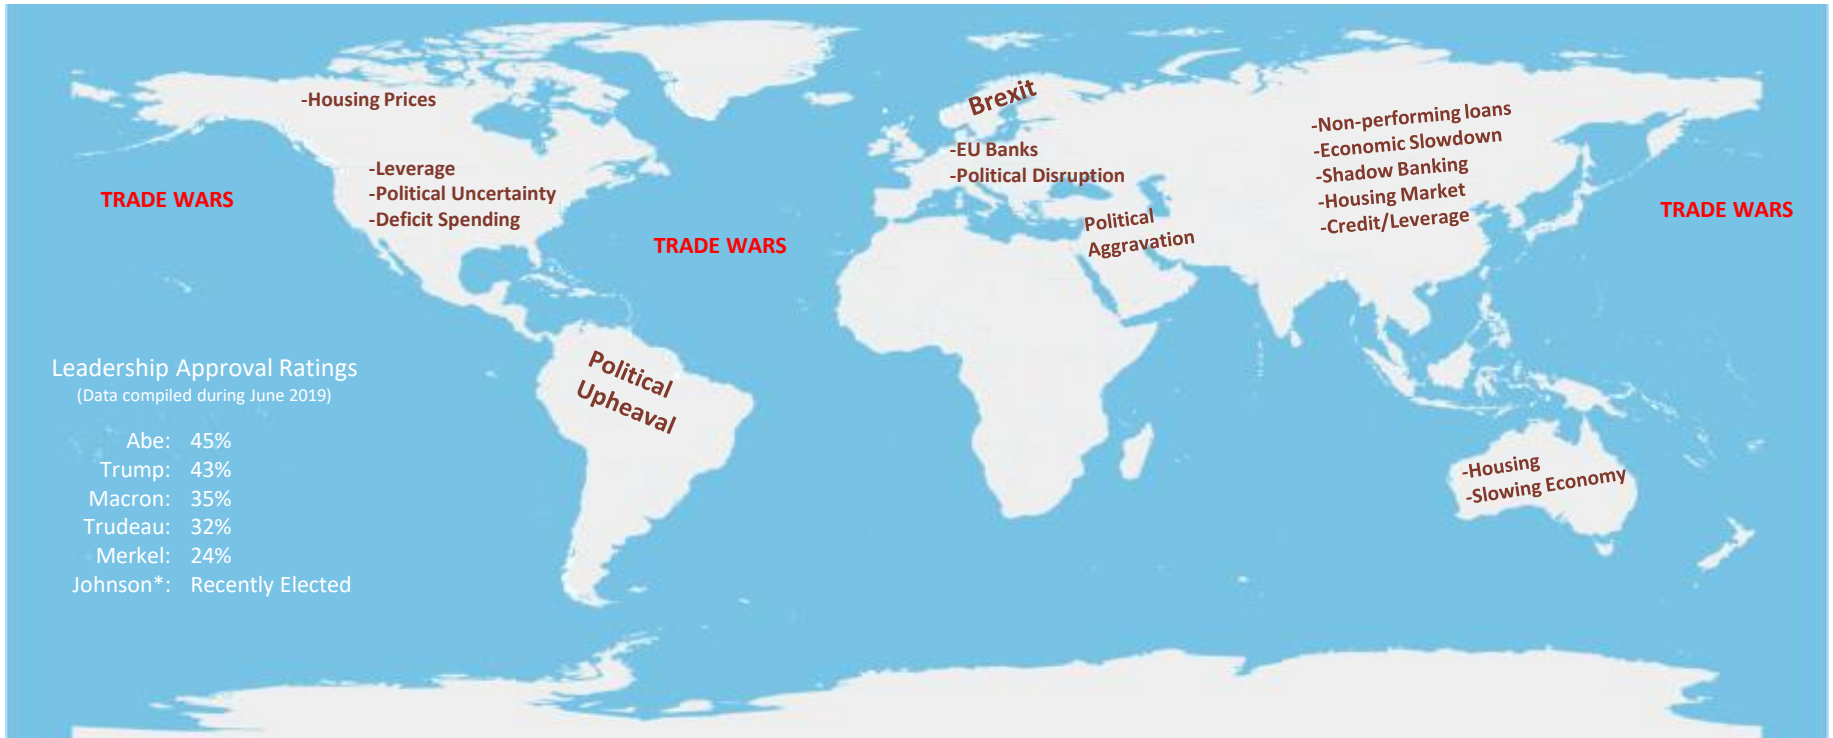 Brexit
-Housing Prices
-Non-performing loans
-Economic Slowdown
-Shadow Banking
-Housing Market
-Credit/Leverage
-EU Banks
-Political Disruption
-Leverage
-Political Uncertainty
-Deficit Spending
TRADE WARS
TRADE WARS
TRADE WARS
Political
Aggravation
Political
Upheaval
Leadership Approval Ratings
(Data compiled during June 2019)
Abe: 45%
Trump: 43%
Macron: 35%
Trudeau: 32%
Merkel: 24%
Johnson*: Recently Elected
-Housing
-Slowing Economy